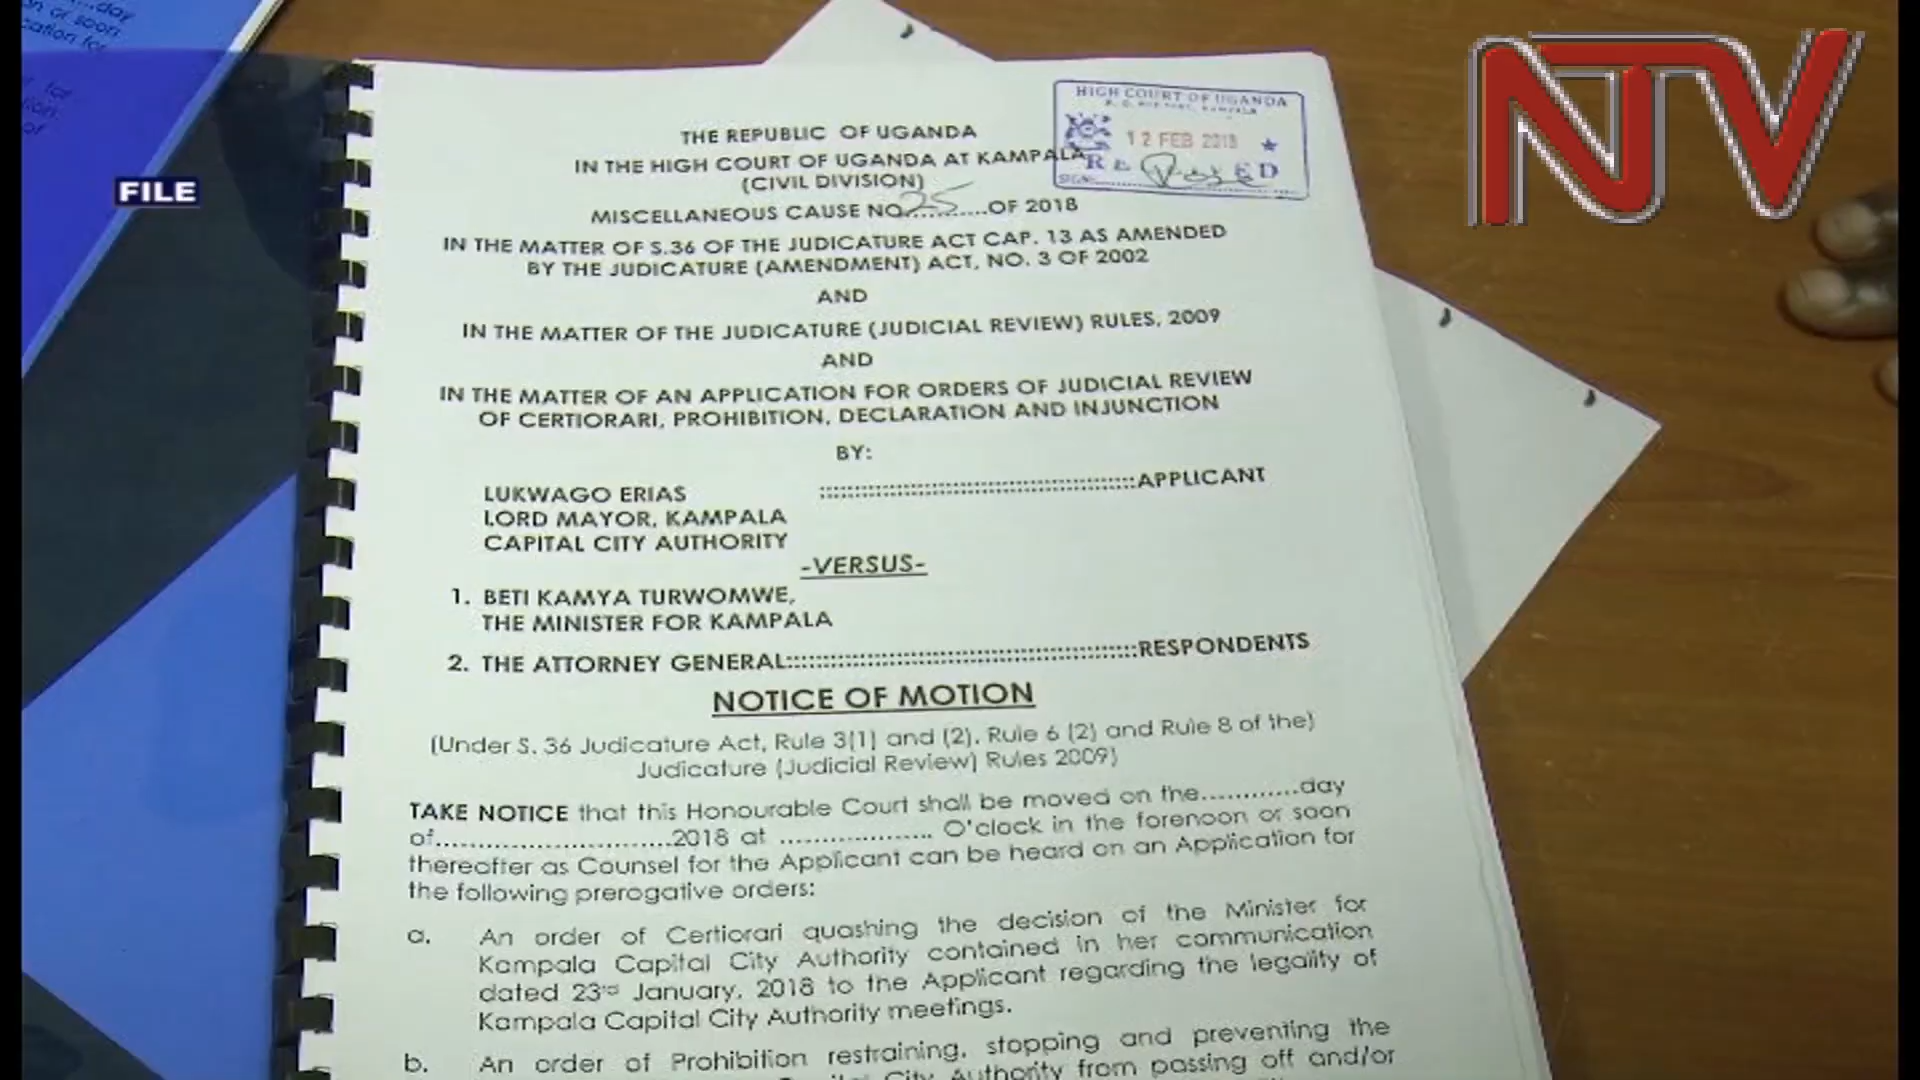 NTV
FILE
HIGH COURT OF UGANDA
12 FEB 2018
THE REPUBLIC OF UGANDA
IN THE HIGH COURT OF UGANDA AT KAMPALA
(CIVIL DIVISION)
MISCELLANEOUS CAUSE NO...25.......OF 2018
IN THE MATTER OF S.36 OF THE JUDICATURE ACT CAP. 13 AS AMENDED
BY THE JUDICATURE (AMENDMENT) ACT, NO. 3 OF 2002
AND
IN THE MATTER OF THE JUDICATURE (JUDICIAL REVIEW) RULES, 2009
AND
IN THE MATTER OF AN APPLICATION FOR ORDERS OF JUDICIAL REVIEW
OF CERTIORARI, PROHIBITION, DECLARATION AND INJUNCTION
BY:
LUKWAGO ERIAS ::::::::::::::::::::::::::::::::::::::APPLICANT
LORD MAYOR, KAMPALA
CAPITAL CITY AUTHORITY
-VERSUS-
1. BETI KAMYA TURWOMWE,
THE MINISTER FOR KAMPALA
2. THE ATTORNEY GENERAL::::::::::::::::::::::::::::::::::::::::::RESPONDENTS
NOTICE OF MOTION
(Under S. 36 Judicature Act, Rule 3(1) and (2), Rule 6 (2) and Rule 8 of the)
Judicature (Judicial Review) Rules 2009)
TAKE NOTICE that this Honourable Court shall be moved on the............day
of.............................2018 at ................... O'clock in the forenoon or soon
thereafter as Counsel for the Applicant can be heard on an Application for
the following prerogative orders:
a. An order of Certiorari quashing the decision of the Minister for
Kampala Capital City Authority contained in her communication
dated 23rd January, 2018 to the Applicant regarding the legality of
Kampala Capital City Authority meetings.
b. An order of Prohibition restraining, stopping and preventing the
City Authority from passing off and/or